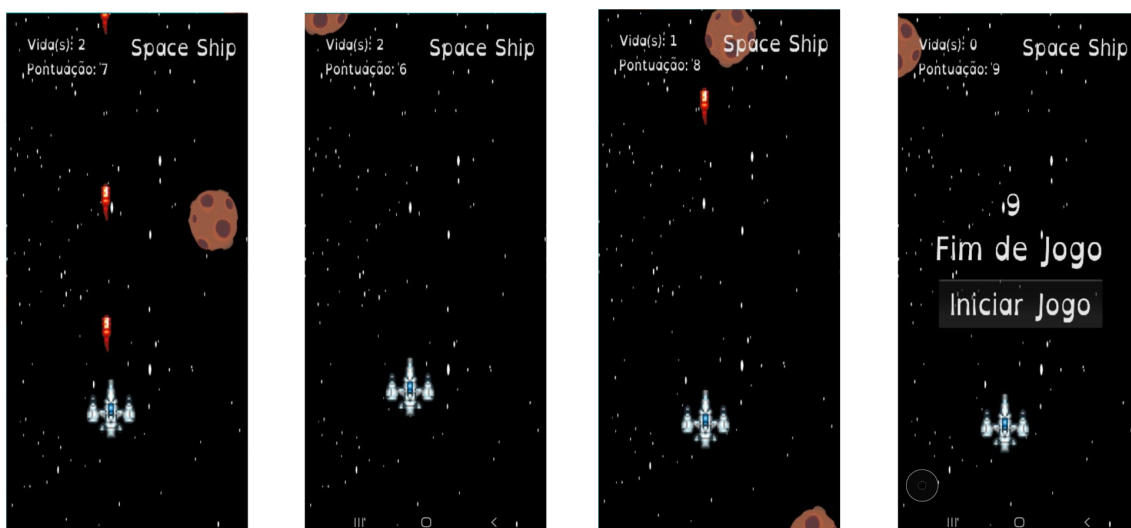 Vida(s): 2
Space Ship
Pontuação: 7
Vida(s): 2
Space Ship
Pontuação: 6
Vida(s): 1
Space Ship
Pontuação: 8
Vida(s): 0
Space Ship
Pontuação: 9
9
Fim de Jogo
Iniciar Jogo